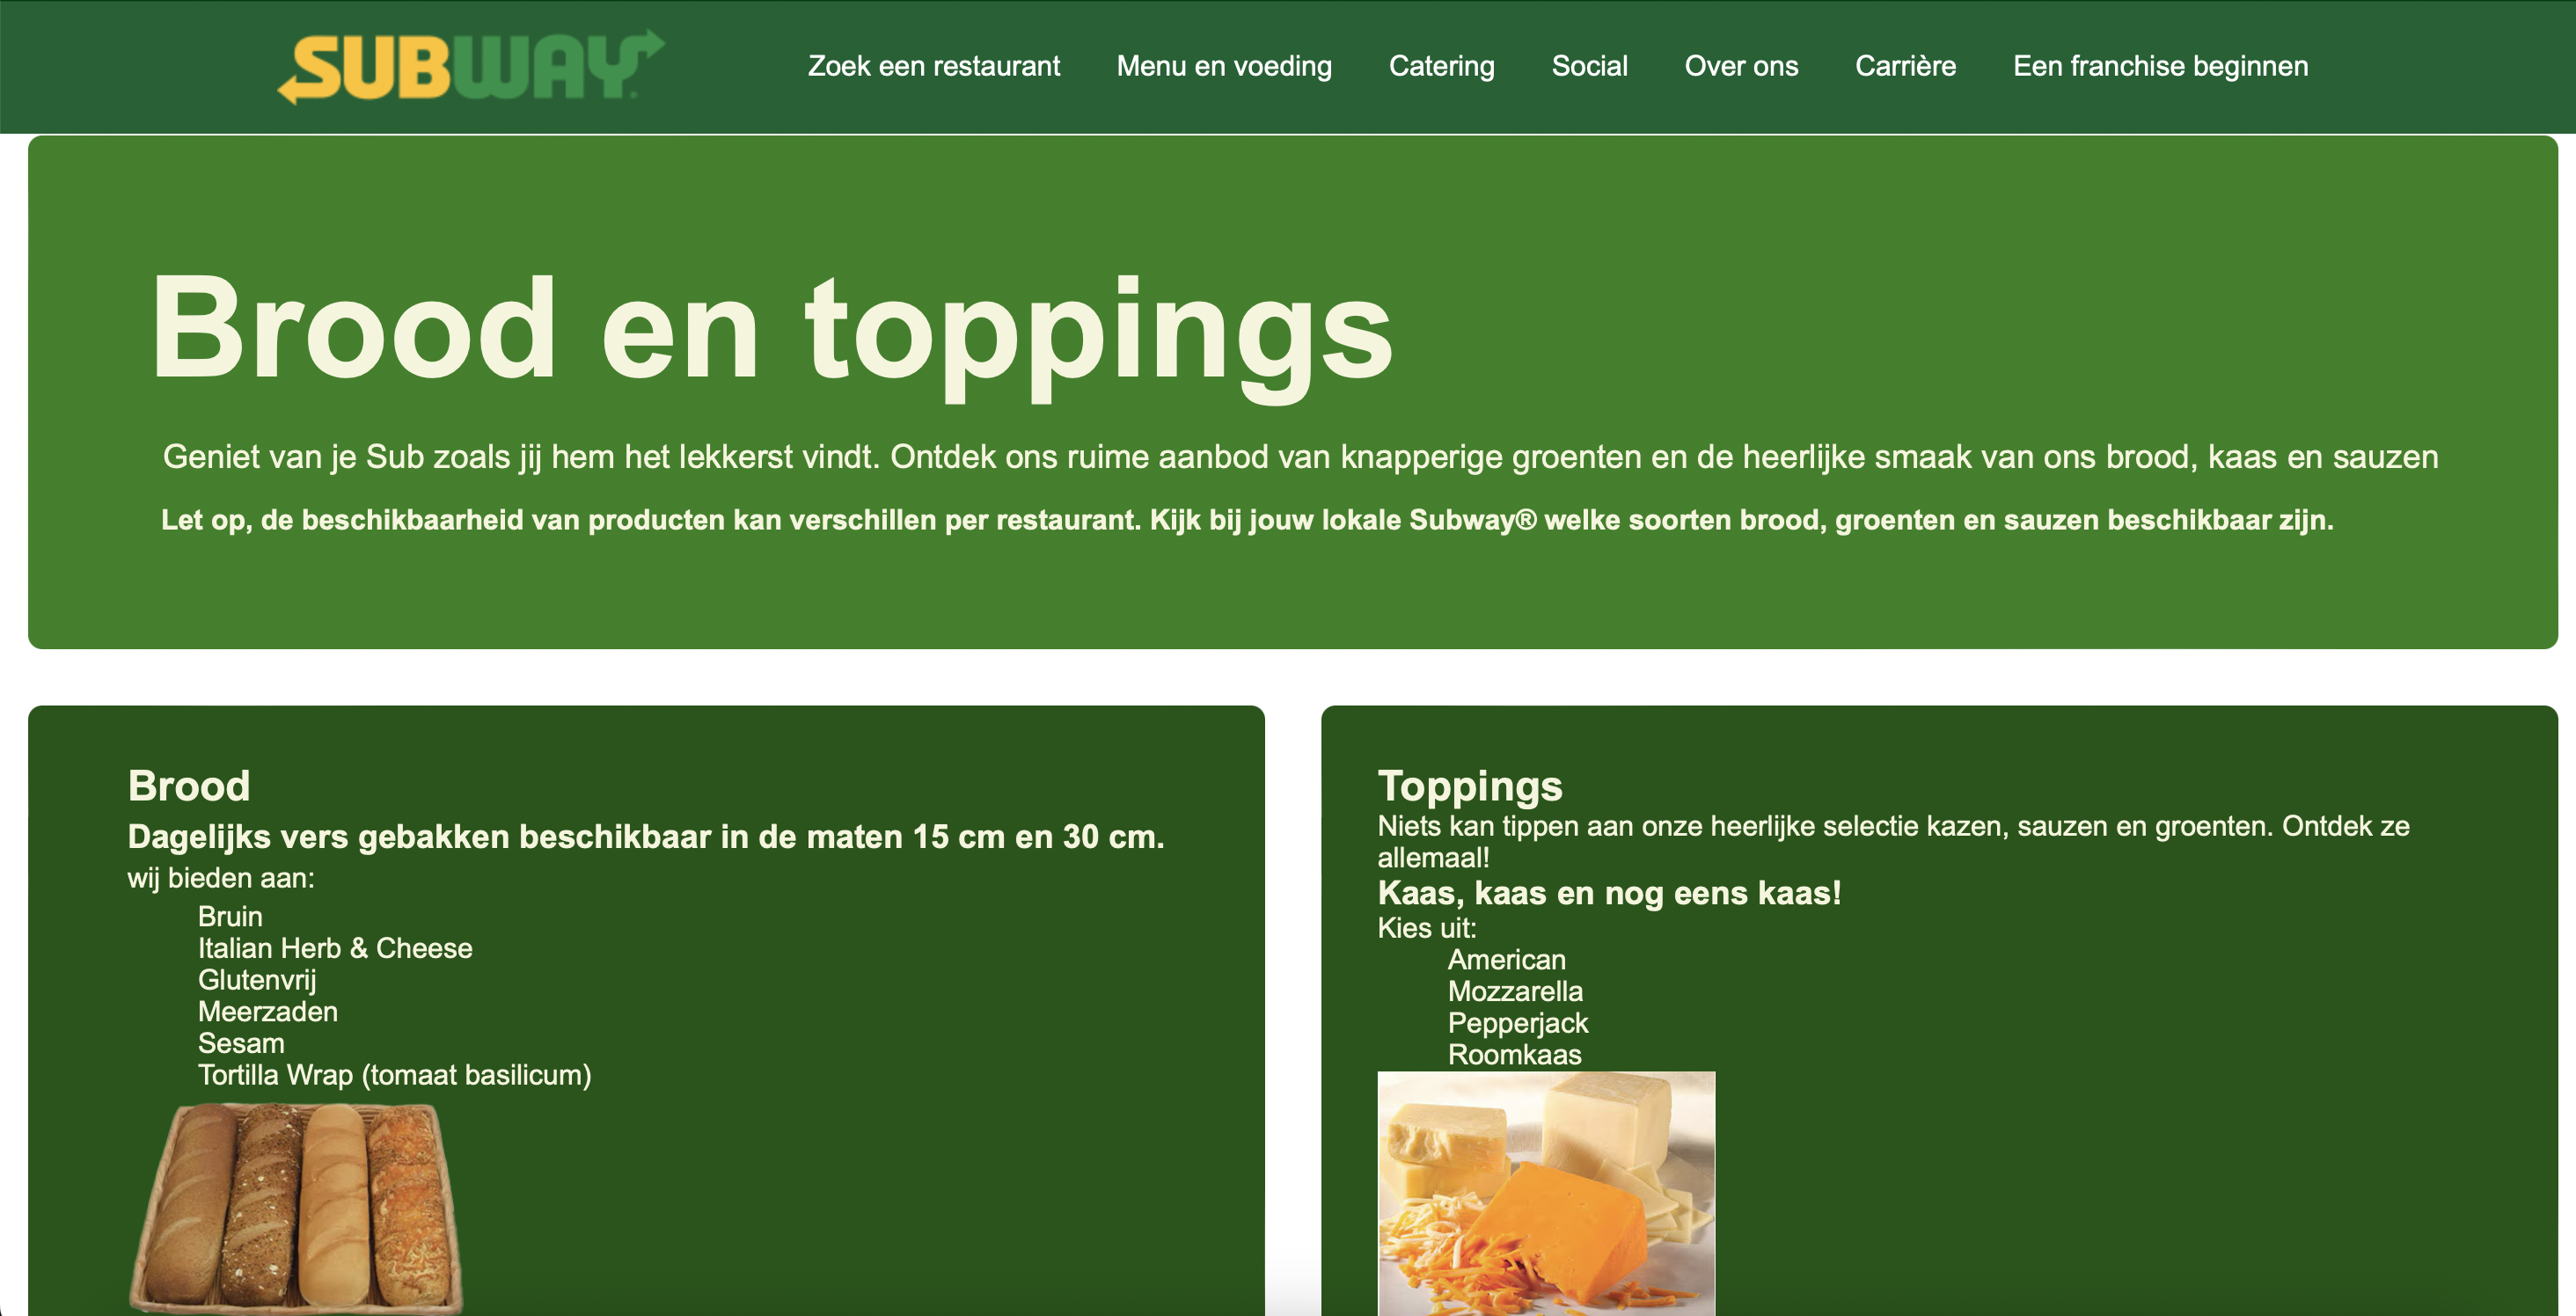 SUBWAY
Zoek een restaurant
Menu en voeding
Catering
Social
Over ons
Carrière
Een franchise beginnen
Brood en toppings
Geniet van je Sub zoals jij hem het lekkerst vindt. Ontdek ons ruime aanbod van knapperige groenten en de heerlijke smaak van ons brood, kaas en sauzen
Let op, de beschikbaarheid van producten kan verschillen per restaurant. Kijk bij jouw lokale Subway® welke soorten brood, groenten en sauzen beschikbaar zijn.
Brood
Dagelijks vers gebakken beschikbaar in de maten 15 cm en 30 cm.
wij bieden aan:
Bruin
Italian Herb & Cheese
Glutenvrij
Meerzaden
Sesam
Tortilla Wrap (tomaat basilicum)
Toppings
Niets kan tippen aan onze heerlijke selectie kazen, sauzen en groenten. Ontdek ze
allemaal!
Kaas, kaas en nog eens kaas!
Kies uit:
American
Mozzarella
Pepperjack
Roomkaas